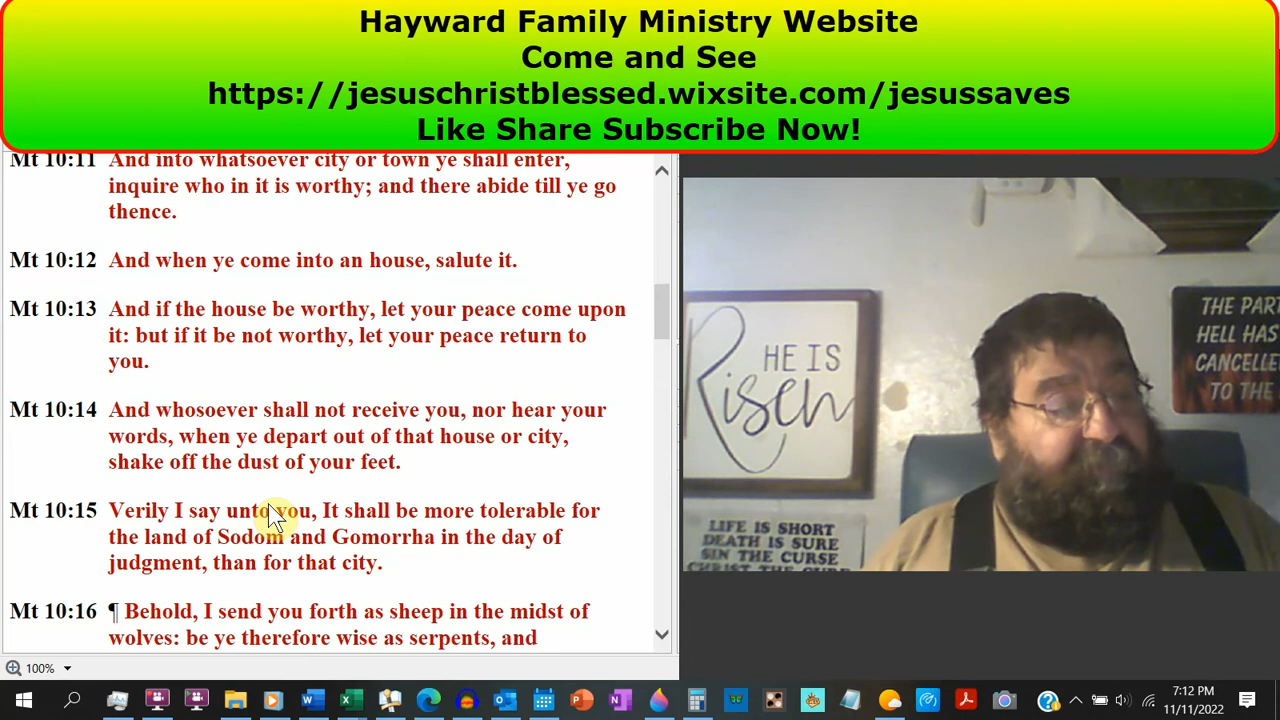 Hayward Family Ministry Website
Come and See
https://jesuschristblessed.wixsite.com/jesussaves
Like Share Subscribe Now!
Mt 10:11 And into whatsoever city or town ye shall enter,
inquire who in it is worthy; and there abide till ye go
thence.
Mt 10:12 And when ye come into an house, salute it.
Mt 10:13 And if the house be worthy, let your peace come upon
it: but if it be not worthy, let your peace return to
you.
Mt 10:14 And whosoever shall not receive you, nor hear your
words, when ye depart out of that house or city,
shake off the dust of your feet.
Mt 10:15 Verily I say unto you, It shall be more tolerable for
the land of Sodom and Gomorrha in the day of
judgment, than for that city.
Mt 10:16 ¶ Behold, I send you forth as sheep in the midst of
wolves: be ye therefore wise as serpents, and
100%
HE IS
Risen
THE PAR
HELL HAS
CANCELLE
TO THE
LIFE IS SHORT
DEATH IS SURE
SIN THE CURSE
CHRIST THE CURE
7:12 PM
11/11/2022